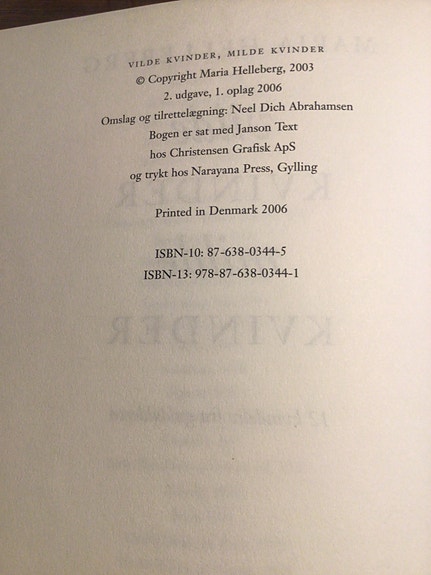 VILDE KVINDER, MILDE KVINDER
© Copyright Maria Helleberg, 2003
2. udgave, 1. oplag 2006
Omslag og tilrettelægning: Neel Dich Abrahamsen
Bogen er sat med Janson Text
hos Christensen Grafisk ApS
og trykt hos Narayana Press, Gylling
Printed in Denmark 2006
ISBN-10: 87-638-0344-5
ISBN-13: 978-87-638-0344-1
KVINDER
KVINDER